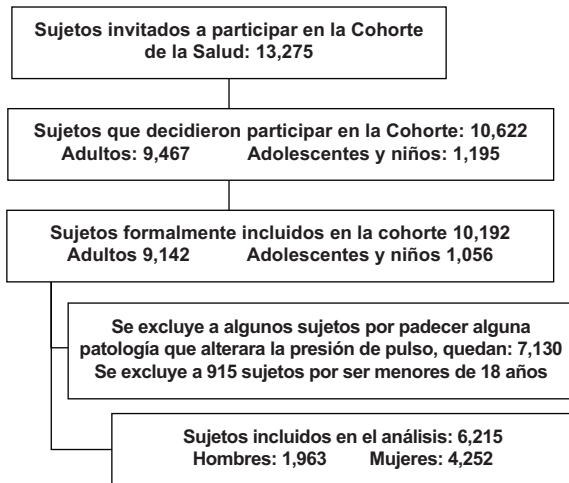 Sujetos invitados a participar en la Cohorte
de la Salud: 13,275
Sujetos que decidieron participar en la Cohorte: 10,622
Adultos: 9,467 Adolescentes y niños: 1,195
Sujetos formalmente incluidos en la cohorte 10,192
Adultos 9,142 Adolescentes y niños 1,056
Se excluye a algunos sujetos por padecer alguna
patología que alterara la presión de pulso, quedan: 7,130
Se excluye a 915 sujetos por ser menores de 18 años
Sujetos incluidos en el análisis: 6,215
Hombres: 1,963 Mujeres: 4,252